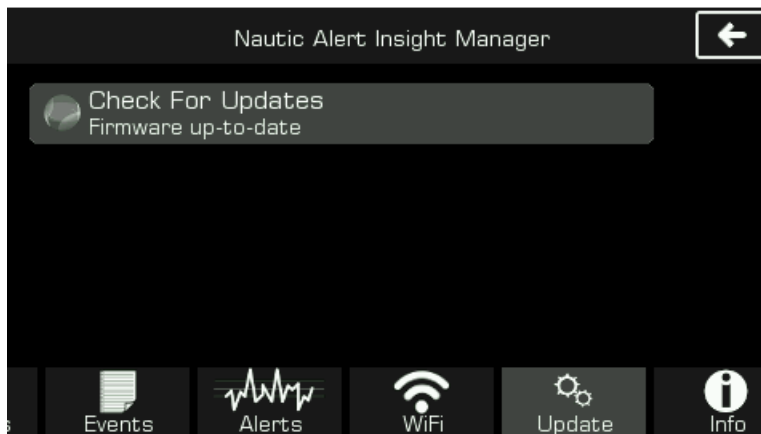 Nautic Alert Insight Manager
Check For Updates
Firmware up-to-date
Events
Alerts
WiFi
Update
Info